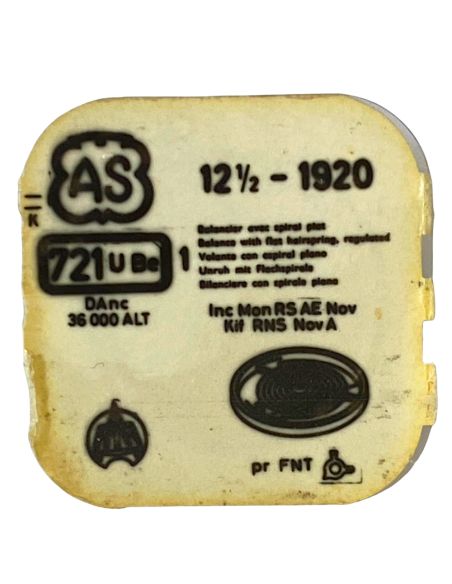 AS
12½ - 1920
K
721 U Be 1
Balancier avec spiral plat
Balance with flat hairspring, regulated
Volante con espiral plano
Unruh mit Flachspirale
Bilanciere con spirale piano
DAnc
36 000 ALT
Inc Mon RS AE Nov
Kif RNS Nov A
pr FNT